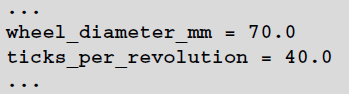 ...
wheel_diameter_mm = 70.0
ticks_per_revolution = 40.0
...